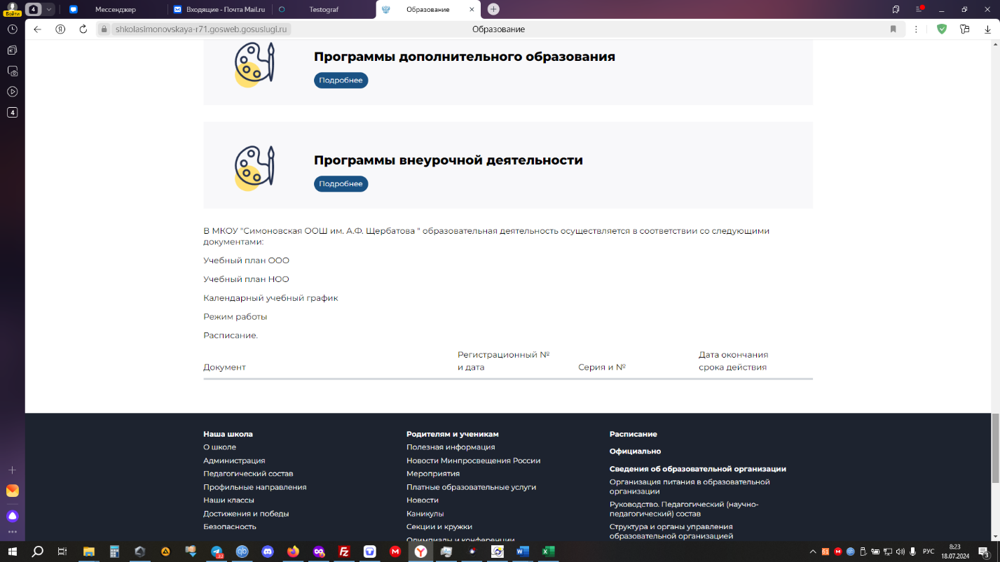 4
Мессенджер
Входящие - Почта Mail.ru
Testograf
Образование
Войти
shkolasimonovskaya-r71.gosweb.gosuslugi.ru
Образование
4
Программы дополнительного образования
Подробнее
Программы внеурочной деятельности
Подробнее
В МКОУ "Симоновская ООШ им. А.Ф. Щербатова " образовательная деятельность осуществляется в соответствии со следующими
документами:
Учебный план ООО
Учебный план НОО
Календарный учебный график
Режим работы
Расписание.
Документ
Регистрационный №
и дата
Серия и №
Дата окончания
срока действия
Наша школа
О школе
Администрация
Педагогический состав
Профильные направления
Наши классы
Достижения и победы
Безопасность
Родителям и ученикам
Полезная информация
Новости Минпросвещения России
Мероприятия
Платные образовательные услуги
Новости
Каникулы
Секции и кружки
Олимпиады и конференции
Расписание
Официально
Сведения об образовательной организации
Организация питания в образовательной
организации
Руководство. Педагогический (научно-
педагогический) состав
Структура и органы управления
образовательной организацией
РУС
8:23
18.07.2024
3